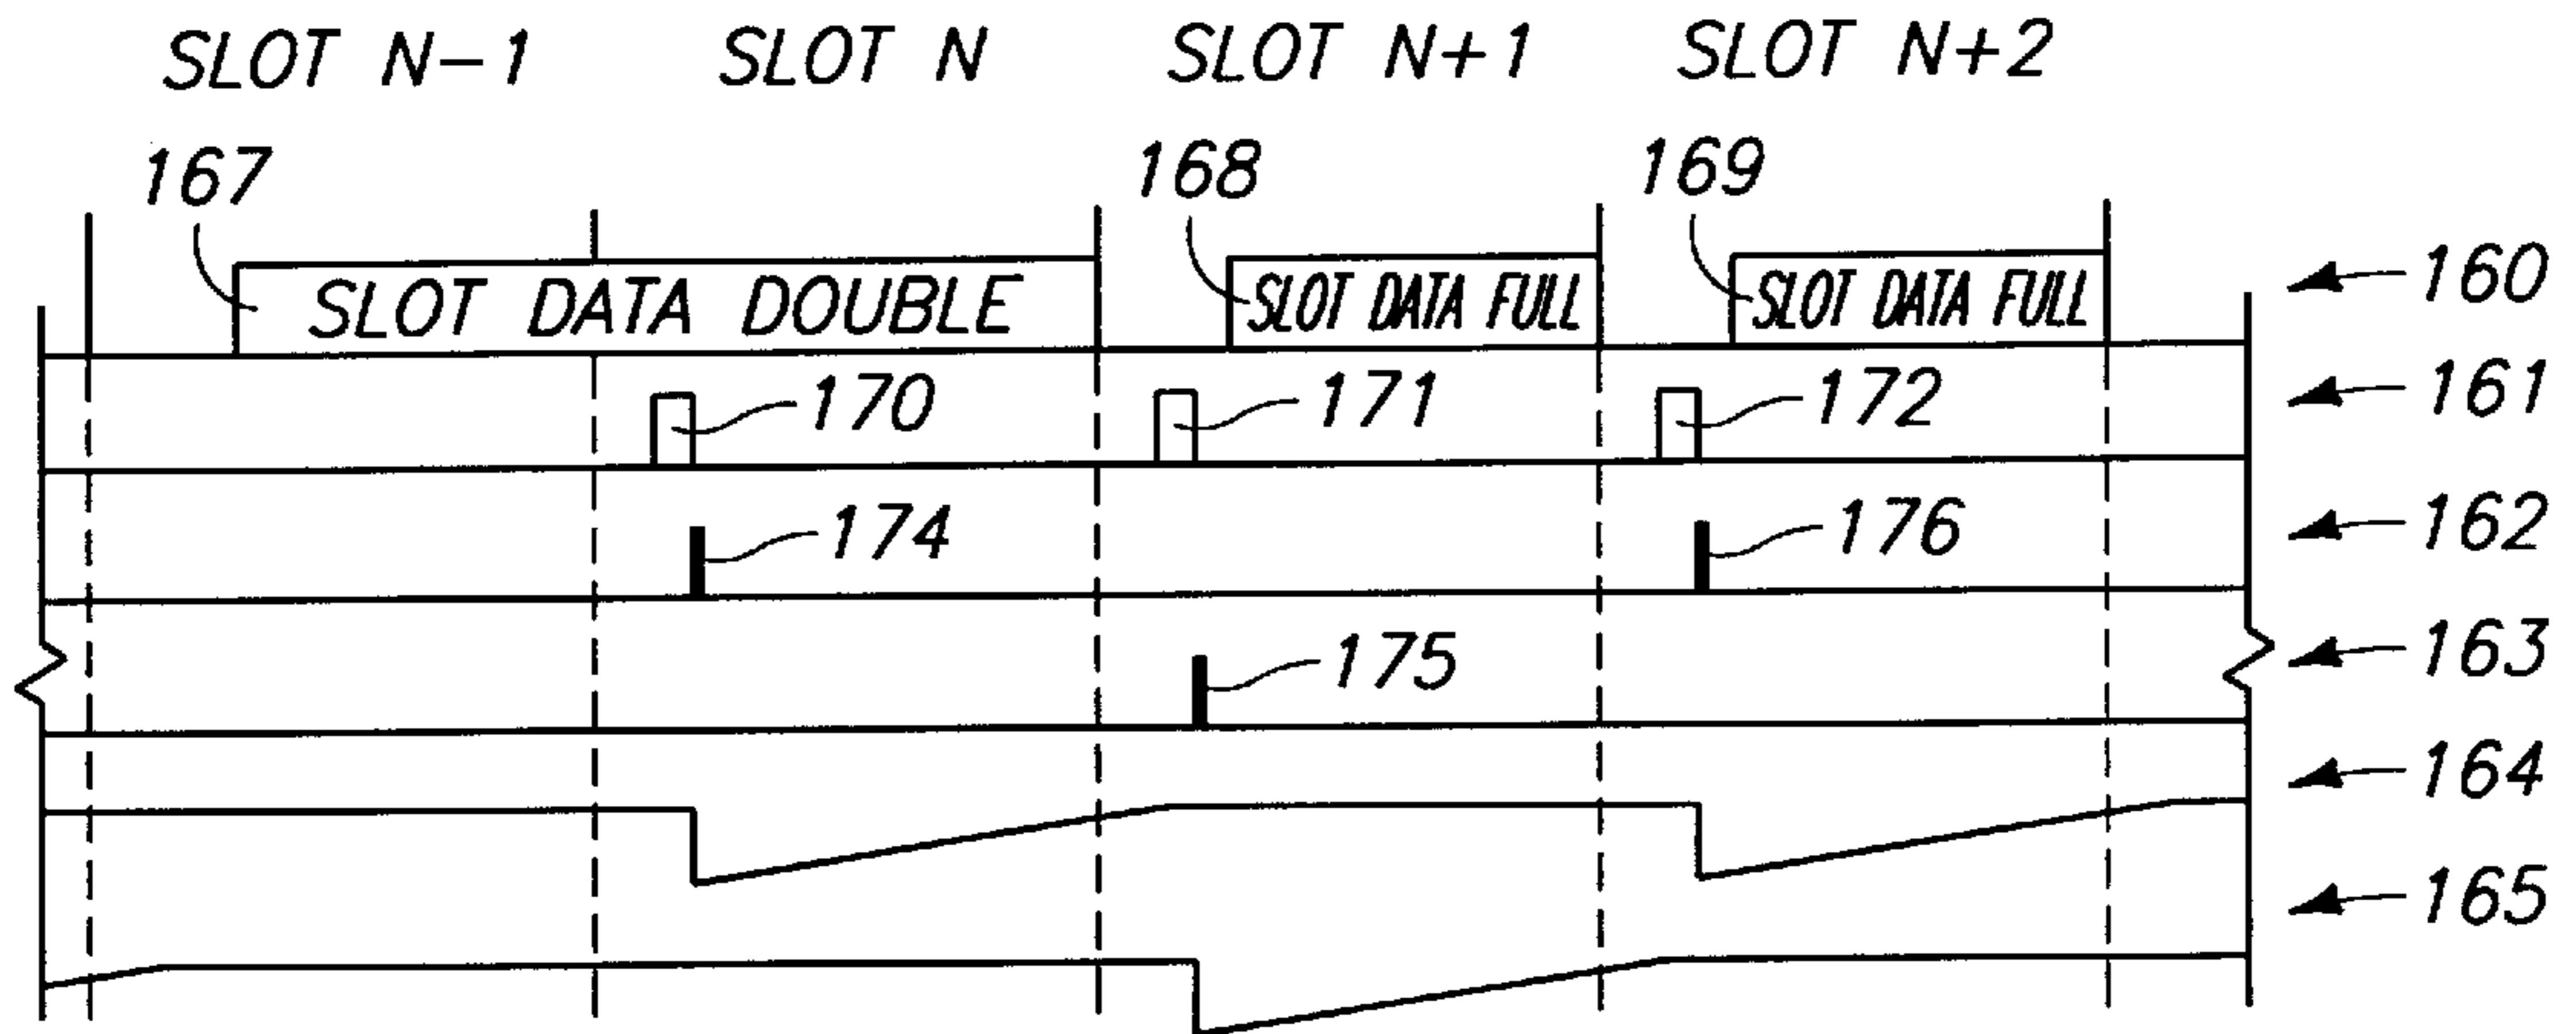 SLOT N-1 SLOT N SLOT N+1 SLOT N+2
167 168 169
SLOT DATA DOUBLE SLOT DATA FULL SLOT DATA FULL 160
170 171 172 161
174 176 162
175 163
164
165